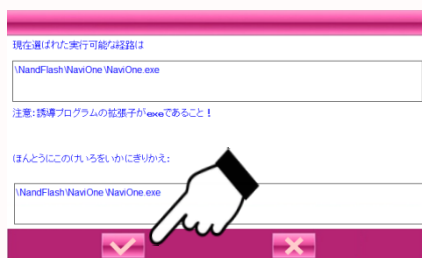 現在選ばれた実行可能な経路は
\NandFlash\NaviOne\NaviOne.exe
注意:誘導プログラムの拡張子がexeであること！
ほんとうにこのけいろをいかにきりかえ:
\NandFlash\NaviOne\NaviOne.exe